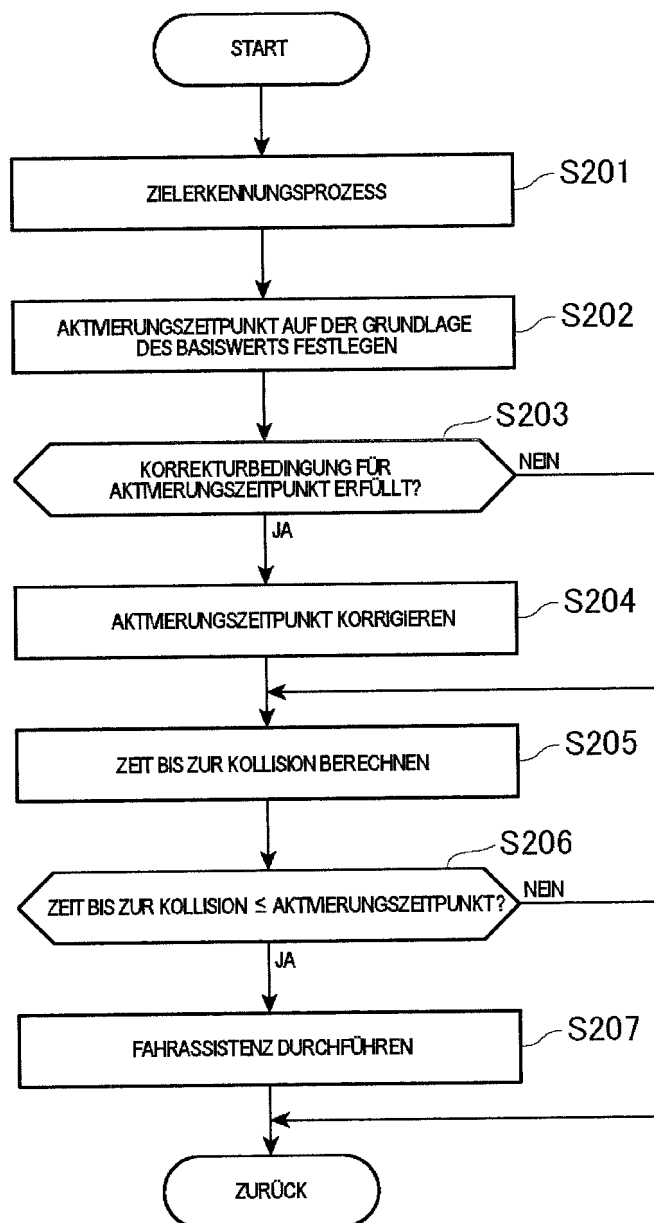 START
ZIELERKENNUNGSPROZESS
S201
AKTIVIERUNGSZEITPUNKT AUF DER GRUNDLAGE
DES BASISWERTS FESTLEGEN
S202
S203
KORREKTURBEDINGUNG FÜR
AKTIVIERUNGSZEITPUNKT ERFÜLLT?
NEIN
JA
AKTIVIERUNGSZEITPUNKT KORRIGIEREN
S204
ZEIT BIS ZUR KOLLISION BERECHNEN
S205
S206
ZEIT BIS ZUR KOLLISION ≤ AKTIVIERUNGSZEITPUNKT?
NEIN
JA
FAHRASSISTENZ DURCHFÜHREN
S207
ZURÜCK